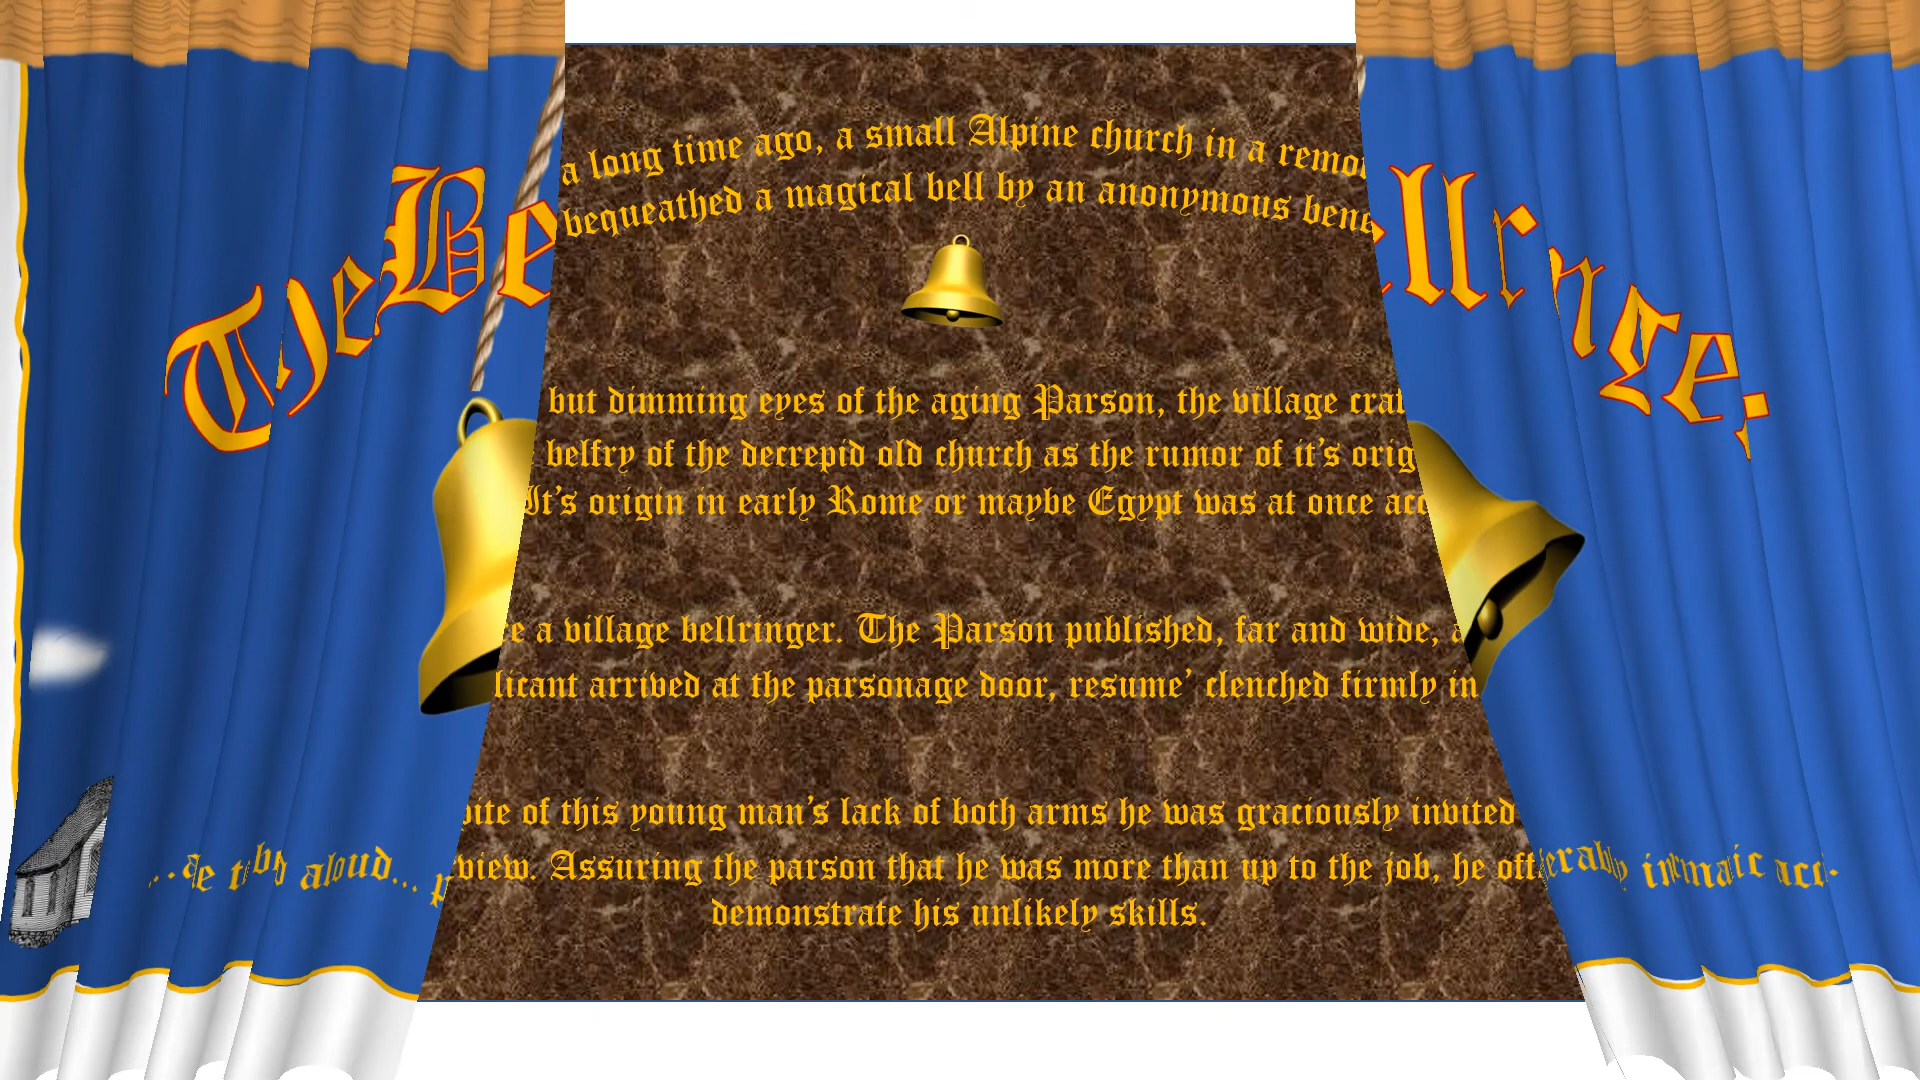 The Be
ellr nge
a long time ago, a small Alpine church in a remo
bequeathed a magical bell by an anonymous bene
but dimming eyes of the aging Parson, the village craf
belfry of the decrepid old church as the rumor of it's orig
It's origin in early Rome or maybe Egypt was at once acc
e a village bellringer. The Parson published, far and wide, a
licant arrived at the parsonage door, resume' clenched firmly in
pite of this young man's lack of both arms he was graciously invited
view. Assuring the parson that he was more than up to the job, he off
demonstrate his unlikely skills.
aloud...